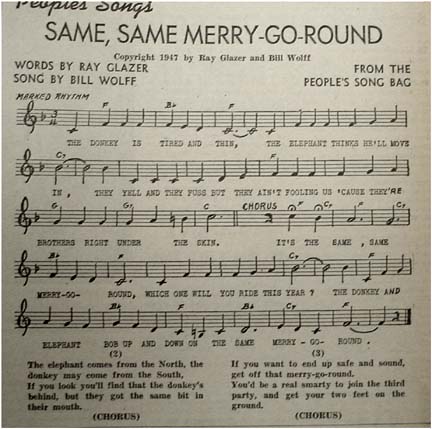 Peoples Songs
SAME, SAME MERRY-GO-ROUND
Copyright 1947 by Ray Glazer and Bill Wolff
WORDS BY RAY GLAZER
SONG BY BILL WOLFF
FROM THE
PEOPLE'S SONG BAG
MARKED RHYTHM
F Bb F
THE DONKEY IS TIRED AND THIN, THE ELEPHANT THINKS HE'LL MOVE
C7 F
IN, THEY YELL AND THEY FUSS BUT THEY AIN'T FOOLING US 'CAUSE THEY'RE
G G7 C CHORUS F C7 F
BROTHERS RIGHT UNDER THE SKIN. IT'S THE SAME, SAME
Bb F C7
MERRY-GO- ROUND, WHICH ONE WILL YOU RIDE THIS YEAR? THE DONKEY AND
F Bb F C7 F
ELEPHANT BOB UP AND DOWN ON THE SAME MERRY - GO - ROUND.
(2)
The elephant comes from the North, the
donkey may come from the South,
If you look you'll find that the donkey's
behind, but they got the same bit in
their mouth.
(CHORUS)
(3)
If you want to end up safe and sound,
get off that merry-go-round.
You'd be a real smarty to join the third
party, and get your two feet on the
ground.
(CHORUS)